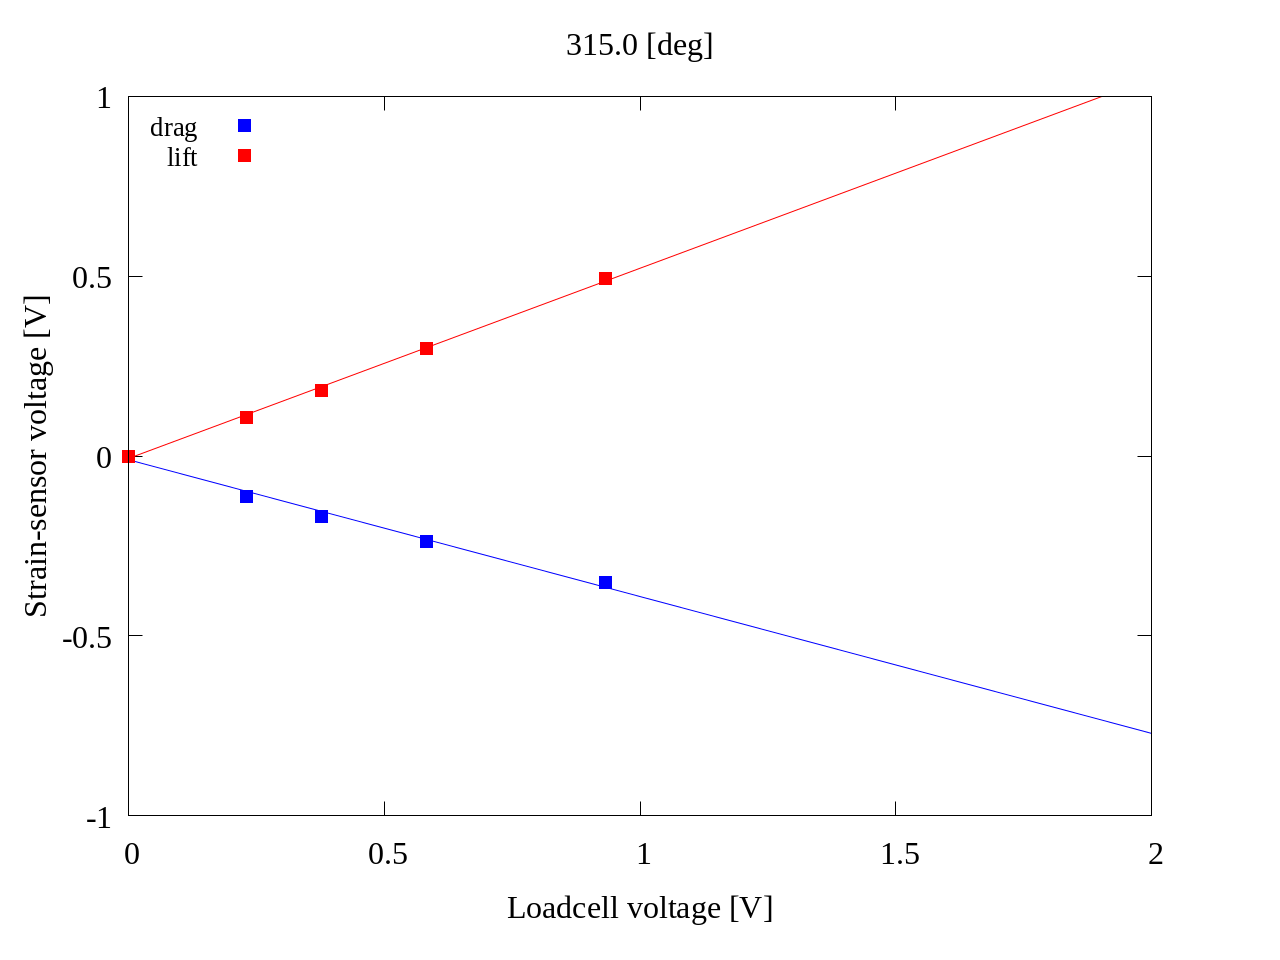 315.0 [deg]
1
drag
lift
0.5
0
-0.5
-1
Strain-sensor voltage [V]
0 0.5 1 1.5 2
Loadcell voltage [V]